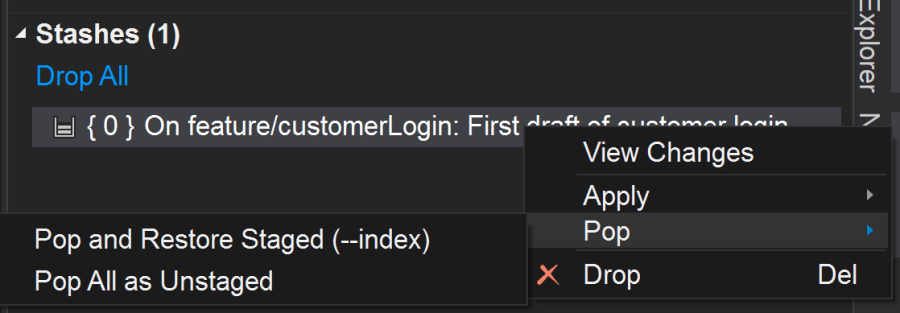 Stashes (1)
Drop All
{ 0 } On feature/customerLogin: First draft of customer login
View Changes
Apply
Pop
Drop Del
Pop and Restore Staged (--index)
Pop All as Unstaged
Explorer